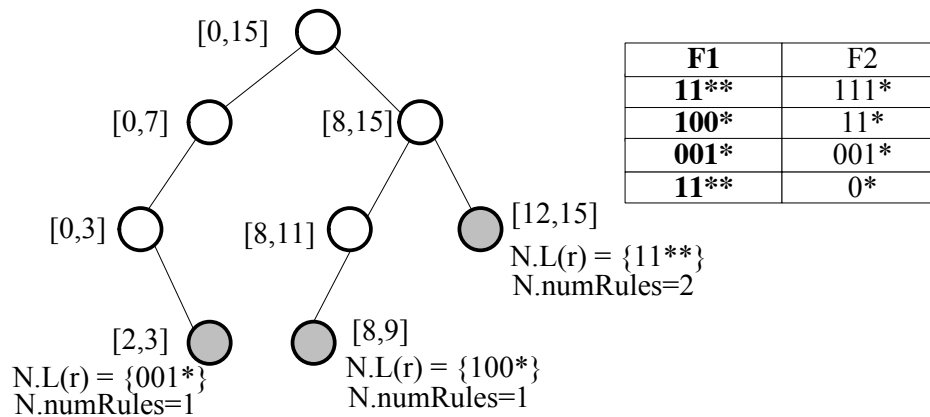 [0,15]
[0,7]
[8,15]
[0,3]
[8,11]
[12,15]
N.L(r) = {11**}
N.numRules=2
[2,3]
N.L(r) = {001*}
N.numRules=1
[8,9]
N.L(r) = {100*}
N.numRules=1
F1 F2
11** 111*
100* 11*
001* 001*
11** 0*